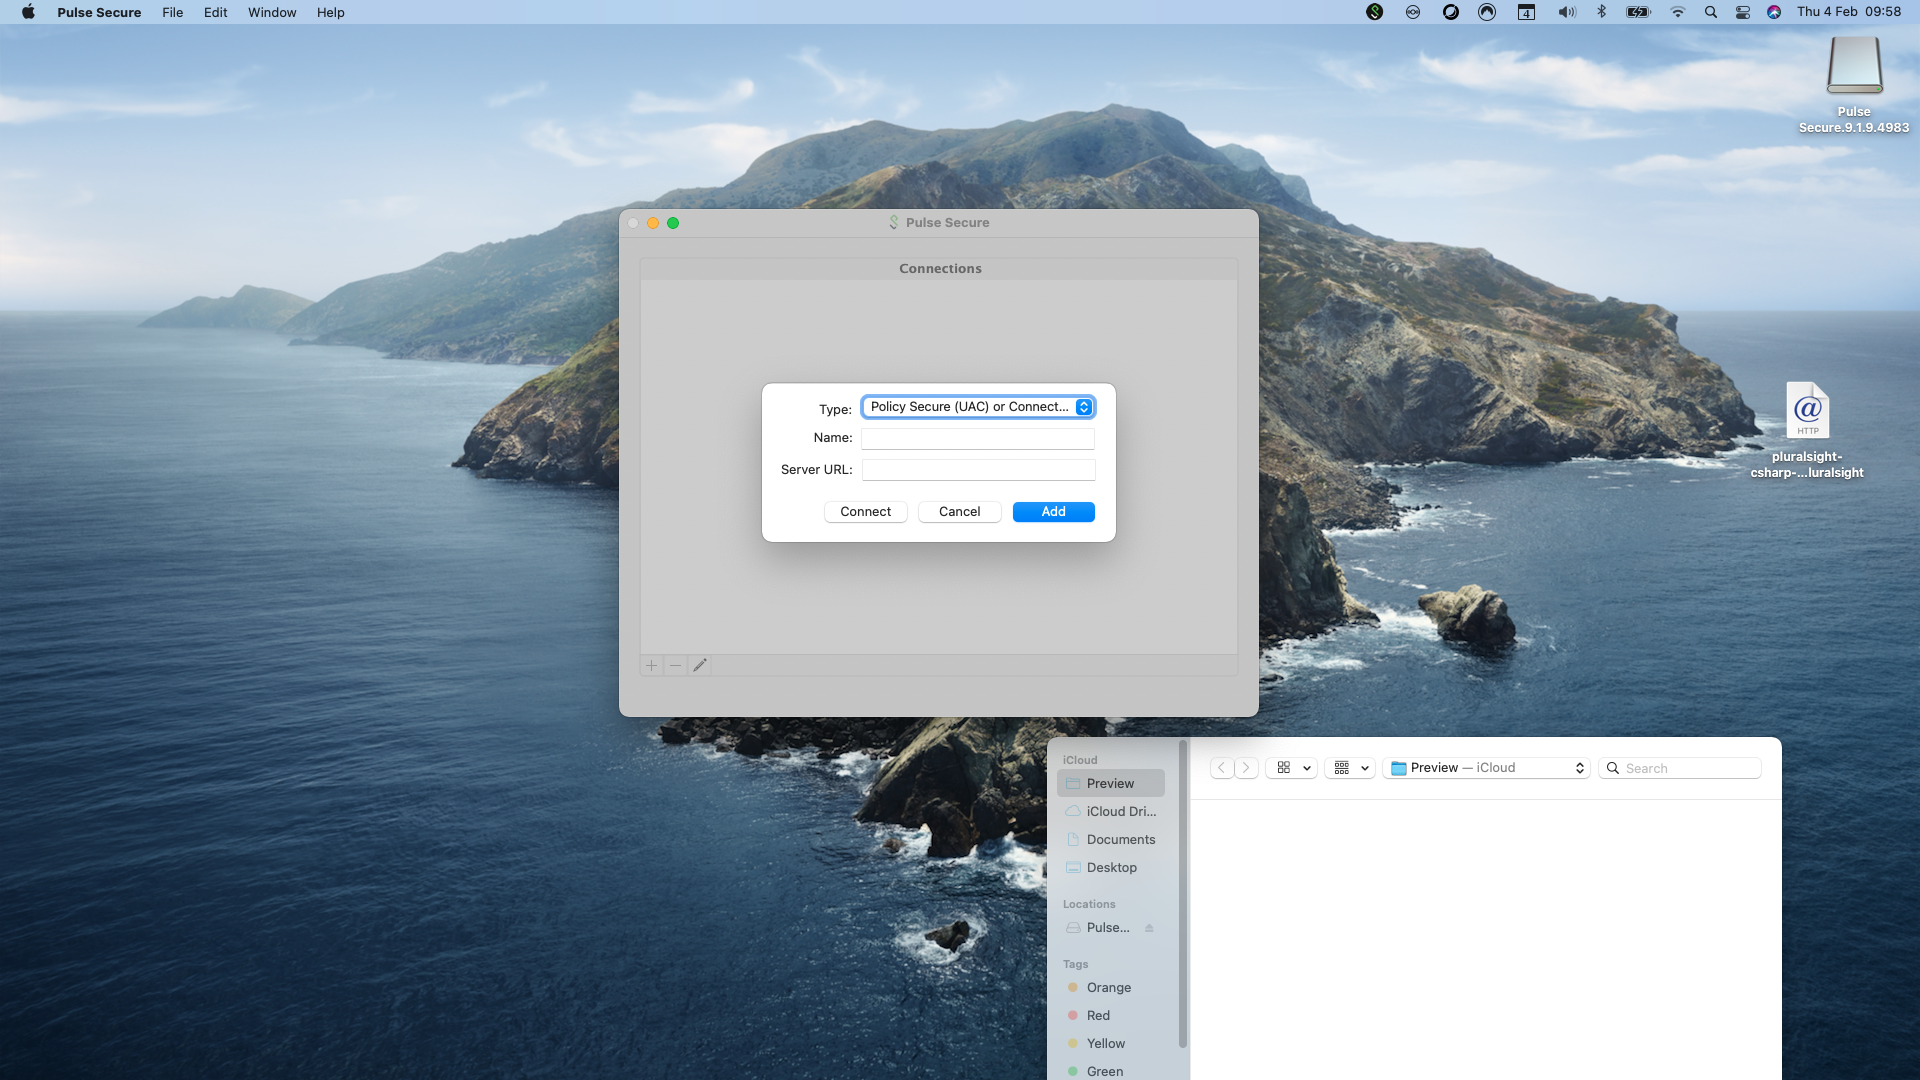 Pulse Secure File Edit Window Help
4
Thu 4 Feb 09:58
Pulse
Secure.9.1.9.4983
Pulse Secure
Connections
Type: Policy Secure (UAC) or Connect...
Name:
Server URL:
Connect Cancel Add
HTTP
pluralsight-
csharp-...luralsight
iCloud
Preview
iCloud Dri...
Documents
Desktop
Locations
Pulse...
Tags
Orange
Red
Yellow
Green
Preview — iCloud
Search